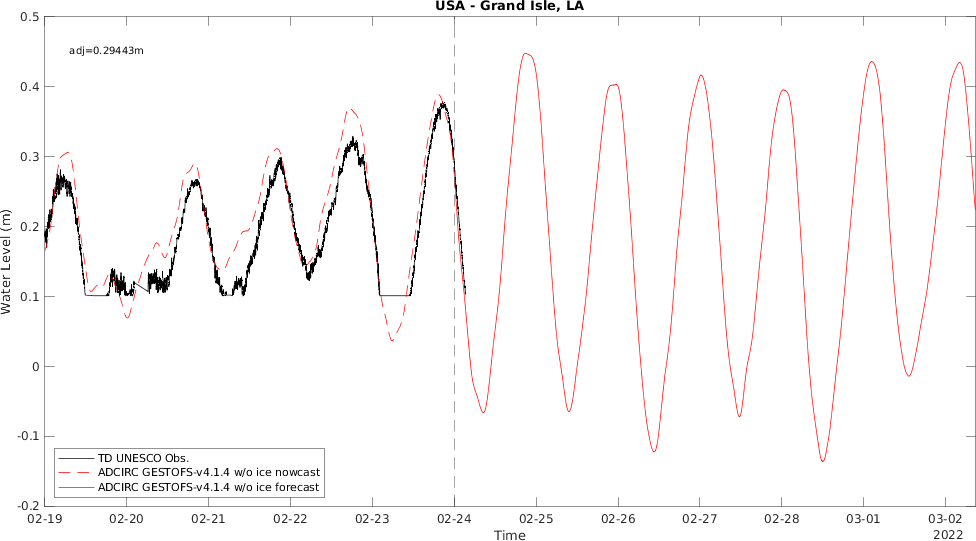 USA - Grand Isle, LA
adj=0.29443m
0.5
0.4
0.3
0.2
0.1
0
-0.1
-0.2
Water Level (m)
TD UNESCO Obs.
ADCIRC GESTOFS-v4.1.4 w/o ice nowcast
ADCIRC GESTOFS-v4.1.4 w/o ice forecast
02-19 02-20 02-21 02-22 02-23 02-24 02-25 02-26 02-27 02-28 03-01 03-02
Time
2022